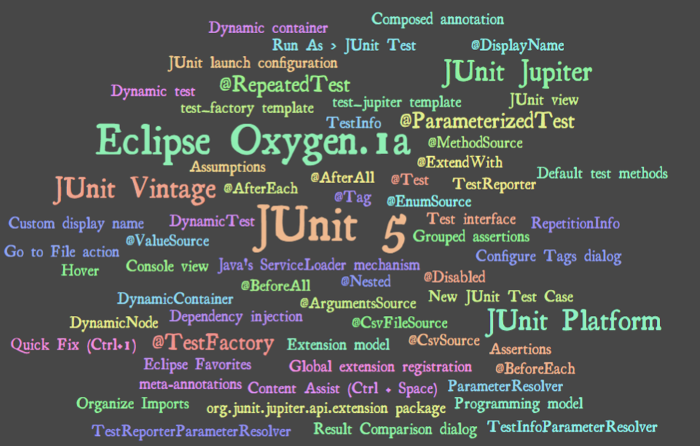 Composed annotation
Dynamic container
Run As > JUnit Test
@DisplayName
JUnit launch configuration
JUnit Jupiter
@RepeatedTest
Dynamic test
test_factory template
test_jupiter template
JUnit view
TestInfo
@ParameterizedTest
Eclipse Oxygen.1a
@MethodSource
Assumptions
@ExtendWith
Default test methods
@AfterAll
@Test
TestReporter
JUnit Vintage
@AfterEach
@Tag
@EnumSource
JUnit 5
Custom display name
DynamicTest
Test interface
RepetitionInfo
@ValueSource
Grouped assertions
Go to File action
Configure Tags dialog
Hover
Console view
Java's ServiceLoader mechanism
@BeforeAll
@Nested
@Disabled
DynamicContainer
@ArgumentsSource
New JUnit Test Case
DynamicNode
Dependency injection
@CsvFileSource
JUnit Platform
Quick Fix (Ctrl+1)
@TestFactory
Extension model
@CsvSource
Assertions
Eclipse Favorites
Global extension registration
@BeforeEach
meta-annotations
Content Assist (Ctrl + Space)
ParameterResolver
Organize Imports
org.junit.jupiter.api.extension package
Programming model
TestReporterParameterResolver
Result Comparison dialog
TestInfoParameterResolver